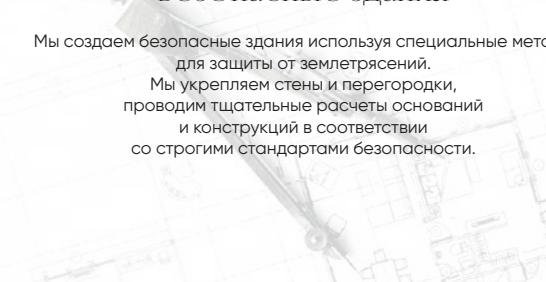 Мы создаем безопасные здания используя специальные
для защиты от землетрясений.
Мы укрепляем стены и перегородки,
проводим тщательные расчеты оснований
и конструкций в соответствии
со строгими стандартами безопасности.